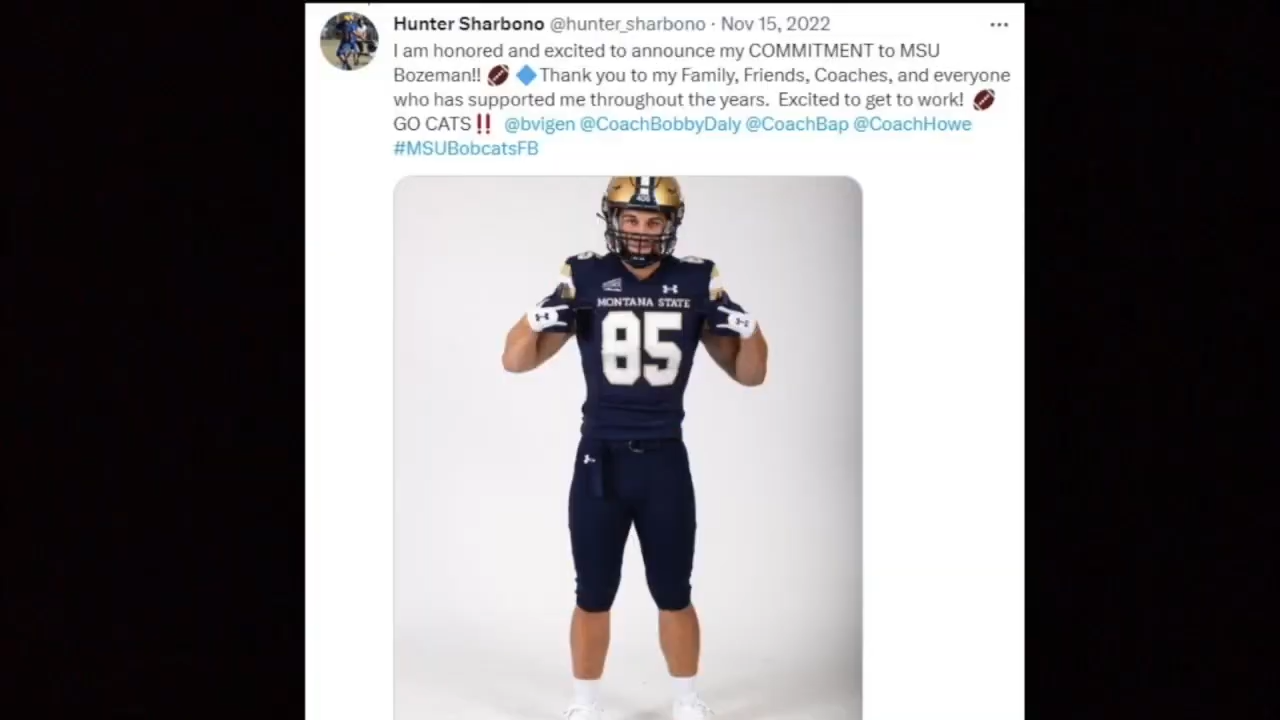 Hunter Sharbono @hunter_sharbono · Nov 15, 2022
I am honored and excited to announce my COMMITMENT to MSU
Bozeman!! 🏈 🔷Thank you to my Family, Friends, Coaches, and everyone
who has supported me throughout the years. Excited to get to work! 🏈
GO CATS‼️ @bvigen @CoachBobbyDaly @CoachBap @CoachHowe
#MSUBobcatsFB
MONTANA STATE
85